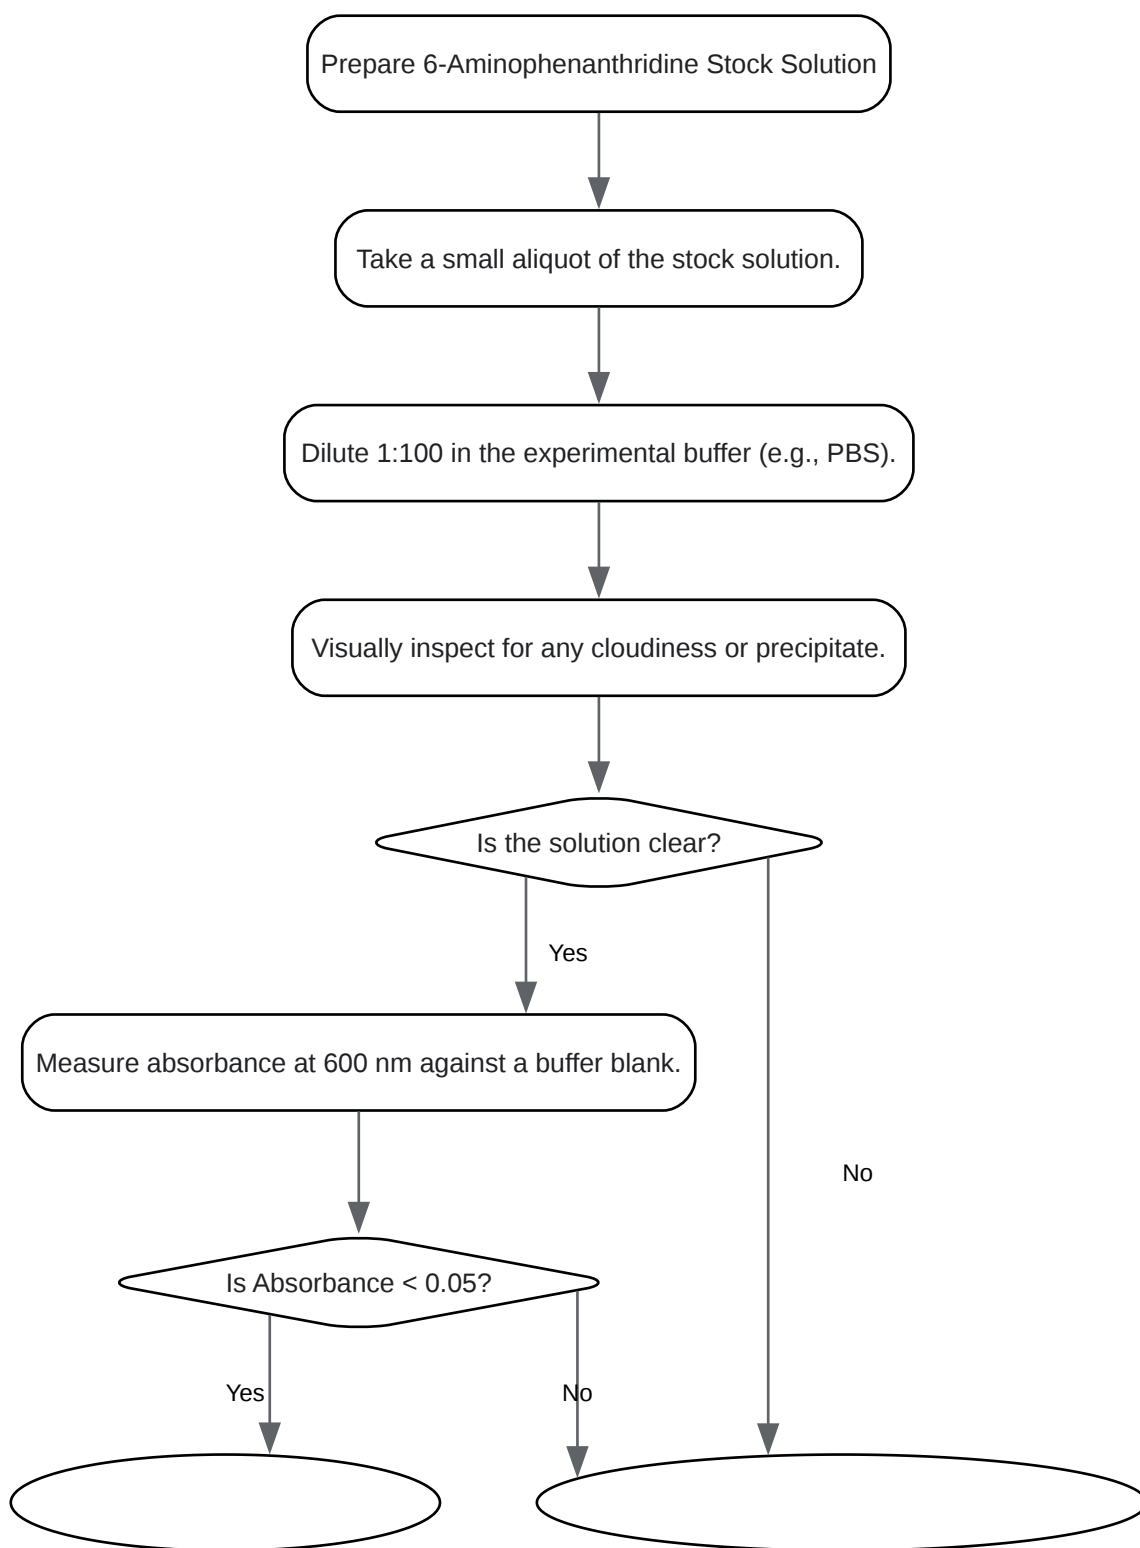 Prepare 6-Aminophenanthridine Stock Solution
Take a small aliquot of the stock solution.
Dilute 1:100 in the experimental buffer (e.g., PBS).
Visually inspect for any cloudiness or precipitate.
Is the solution clear?
Yes
Measure absorbance at 600 nm against a buffer blank.
No
Is Absorbance < 0.05?
Yes
No